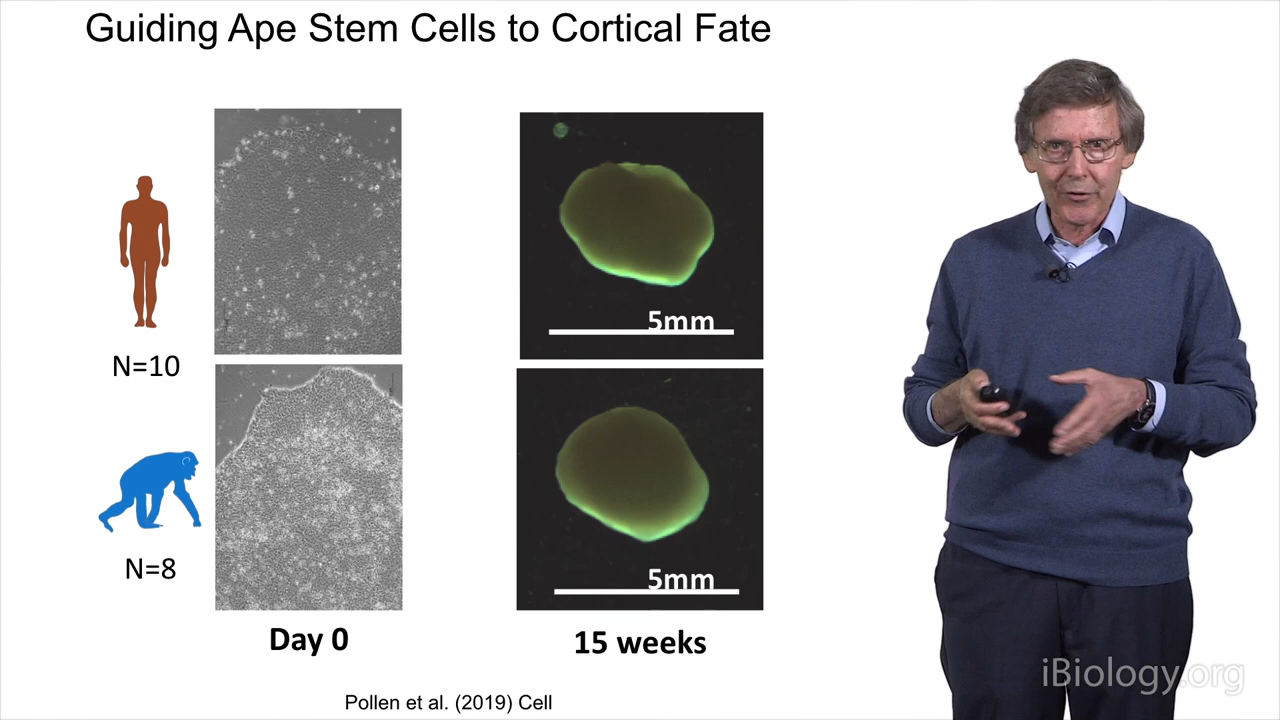 Guiding Ape Stem Cells to Cortical Fate
N=10
5mm
N=8
5mm
Day 0
15 weeks
Pollen et al. (2019) Cell
iBiology.org